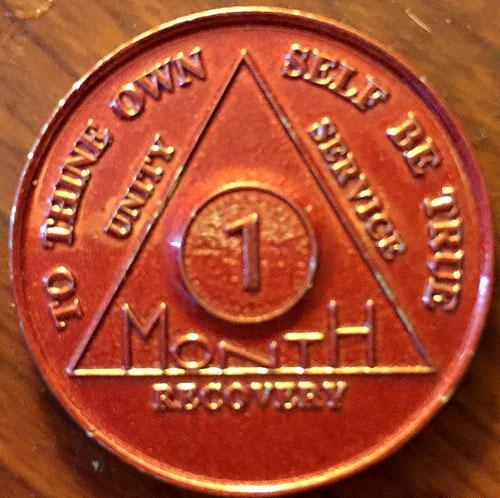 TO THINE OWN SELF BE TRUE
UNITY
SERVICE
1
MONTH
RECOVERY